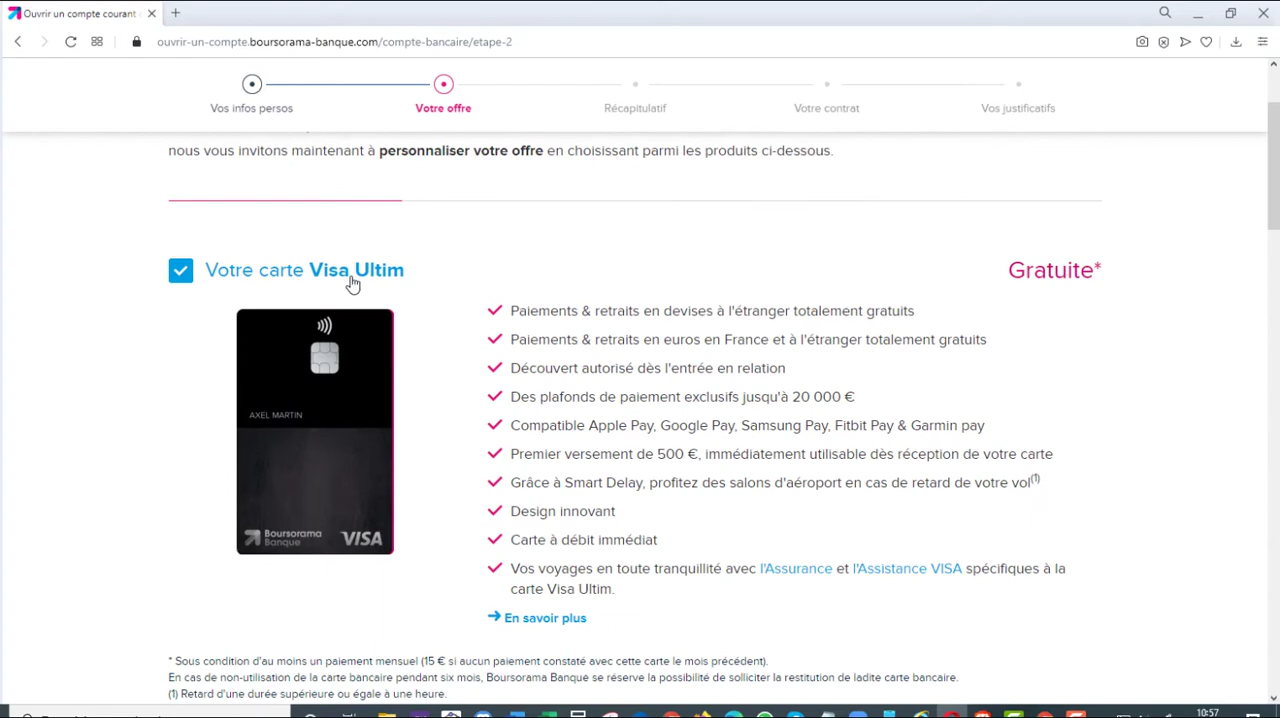 Ouvrir un compte courant
ouvrir-un-compte.boursorama-banque.com/compte-bancaire/etape-2
Vos infos persos
Votre offre
Récapitulatif
Votre contrat
Vos justificatifs
nous vous invitons maintenant à personnaliser votre offre en choisissant parmi les produits ci-dessous.
Votre carte Visa Ultim
Gratuite*
AXEL MARTIN
Boursorama
Banque
VISA
Paiements & retraits en devises à l'étranger totalement gratuits
Paiements & retraits en euros en France et à l'étranger totalement gratuits
Découvert autorisé dès l'entrée en relation
Des plafonds de paiement exclusifs jusqu'à 20 000 €
Compatible Apple Pay, Google Pay, Samsung Pay, Fitbit Pay & Garmin pay
Premier versement de 500 €, immédiatement utilisable dès réception de votre carte
Grâce à Smart Delay, profitez des salons d'aéroport en cas de retard de votre vol(1)
Design innovant
Carte à débit immédiat
Vos voyages en toute tranquillité avec l'Assurance et l'Assistance VISA spécifiques à la
carte Visa Ultim.
En savoir plus
* Sous condition d'au moins un paiement mensuel (15 € si aucun paiement constaté avec cette carte le mois précédent).
En cas de non-utilisation de la carte bancaire pendant six mois, Boursorama Banque se réserve la possibilité de solliciter la restitution de ladite carte bancaire.
(1) Retard d'une durée supérieure ou égale à une heure.
10:57